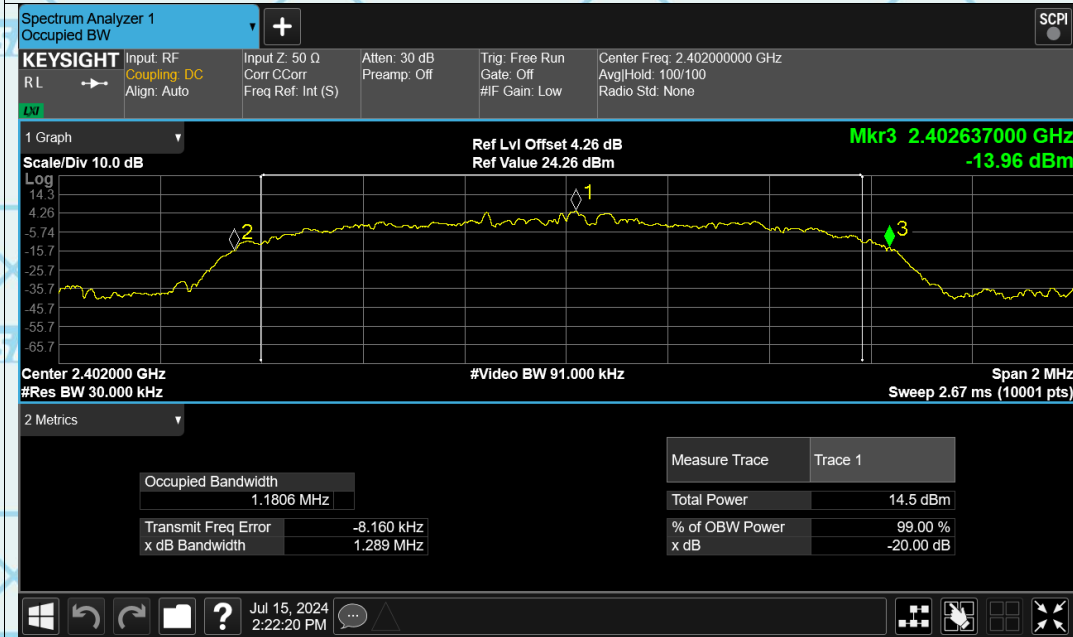 Spectrum Analyzer 1
Occupied BW
+
SCPI
KEYSIGHT
R L
LXI
Input: RF
Coupling: DC
Align: Auto
Input Z: 50 Ω
Corr CCorr
Freq Ref: Int (S)
Atten: 30 dB
Preamp: Off
Trig: Free Run
Gate: Off
#IF Gain: Low
Center Freq: 2.402000000 GHz
Avg|Hold: 100/100
Radio Std: None
1 Graph
Scale/Div 10.0 dB
Ref Lvl Offset 4.26 dB
Ref Value 24.26 dBm
Mkr3 2.402637000 GHz
-13.96 dBm
Log
14.3
4.26
-5.74
-15.7
-25.7
-35.7
-45.7
-55.7
-65.7
1
2
3
Center 2.402000 GHz
#Video BW 91.000 kHz
Span 2 MHz
#Res BW 30.000 kHz
Sweep 2.67 ms (10001 pts)
2 Metrics
Occupied Bandwidth
1.1806 MHz
Transmit Freq Error -8.160 kHz
x dB Bandwidth 1.289 MHz
Measure Trace Trace 1
Total Power 14.5 dBm
% of OBW Power 99.00 %
x dB -20.00 dB
?
Jul 15, 2024
2:22:20 PM